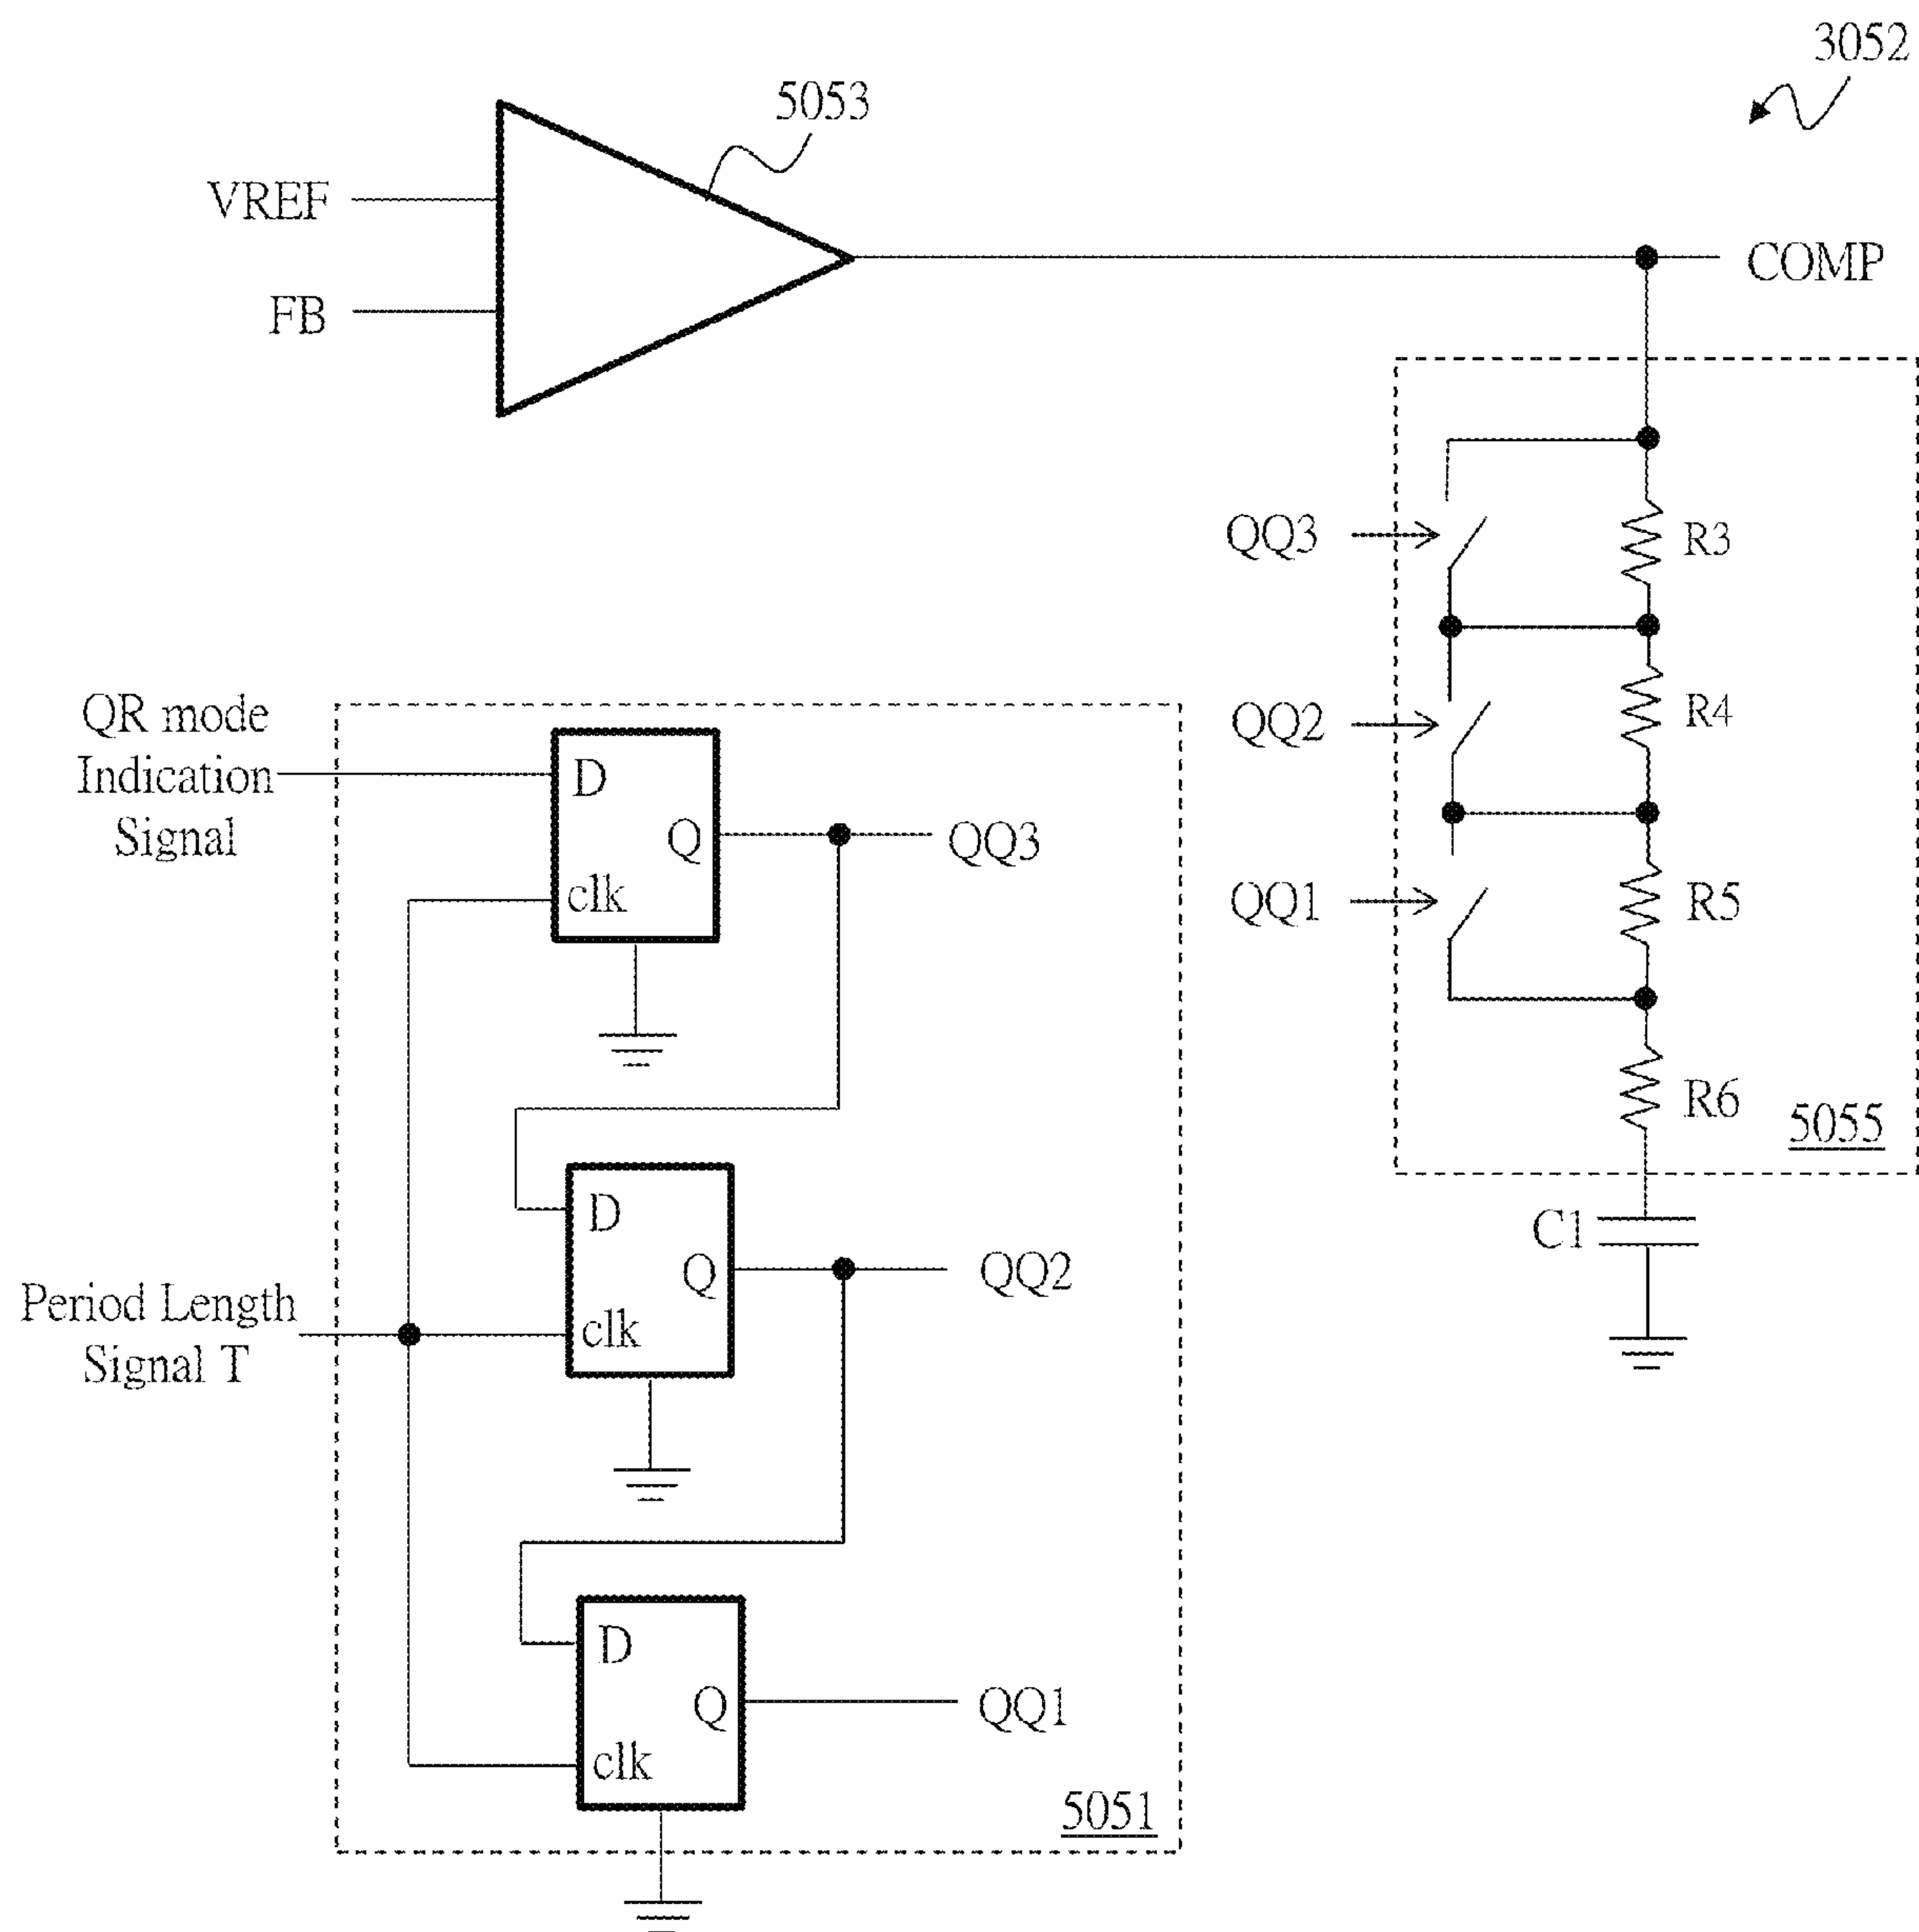 3052
5053
VREF
FB
COMP
QQ3
R3
QQ2
R4
QQ1
R5
R6
5055
C1
QR mode
Indication
Signal
D
Q
clk
QQ3
D
Q
clk
QQ2
Period Length
Signal T
D
Q
clk
QQ1
5051